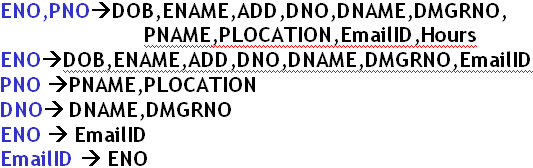 ENO,PNO→DOB,ENAME,ADD,DNO,DNAME,DMGRNO,
PNAME,PLOCATION,EmailID,Hours
ENO→DOB,ENAME,ADD,DNO,DNAME,DMGRNO,EmailID
PNO →PNAME,PLOCATION
DNO→ DNAME,DMGRNO
ENO → EmailID
EmailID → ENO